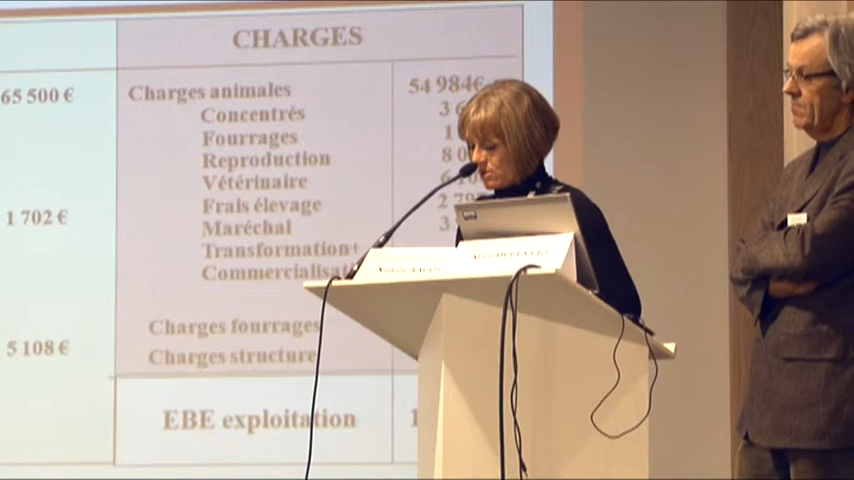 CHARGES
65 500 € Charges animales 54 984 €
Concentrés
Fourrages
Reproduction
Vétérinaire
Frais élevage
1 702 € Maréchal
Transformation+
Charges fourrages
5 108 € Charges structure
EBE exploitation